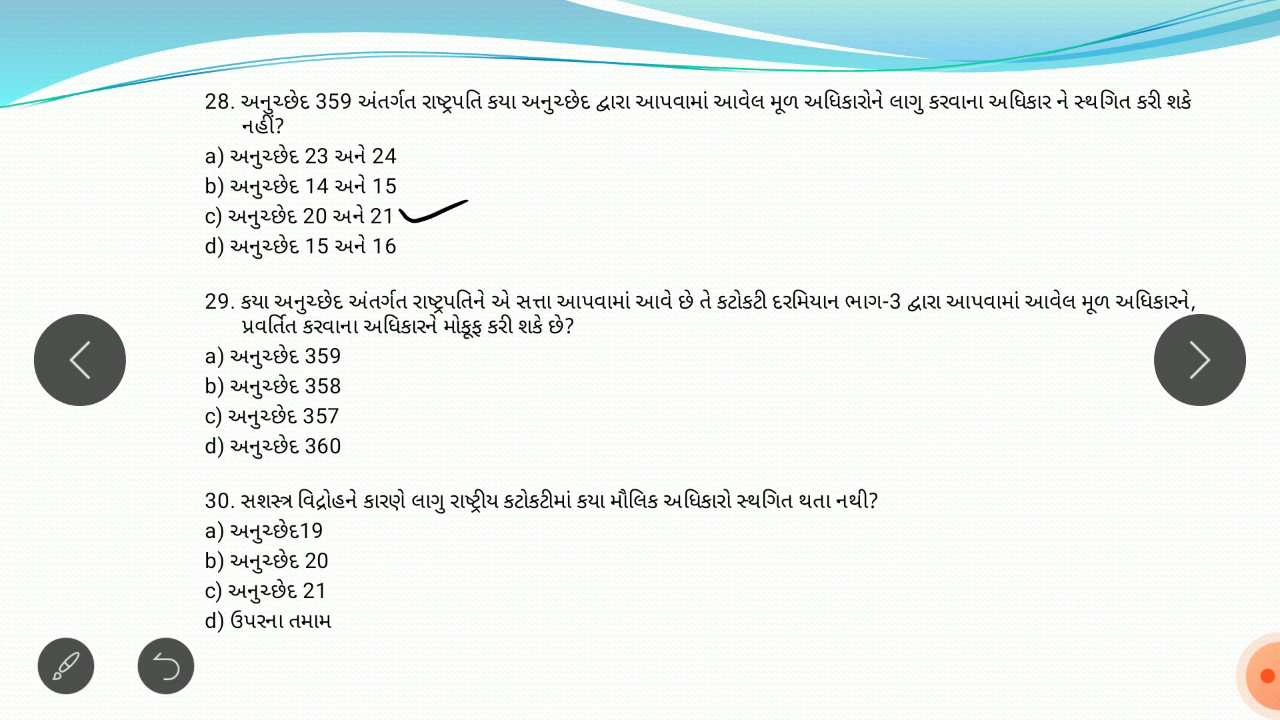 28. અનુચ્છેદ 359 અંતર્ગત રાષ્ટ્રપતિ કયા અનુચ્છેદ દ્વારા આપવામાં આવેલ મૂળ અધિકારોને લાગુ કરવાના અધિકાર ને સ્થગિત કરી શકે
નહીં?
a) અનુચ્છેદ 23 અને 24
b) અનુચ્છેદ 14 અને 15
c) અનુચ્છેદ 20 અને 21
d) અનુચ્છેદ 15 અને 16
29. કયા અનુચ્છેદ અંતર્ગત રાષ્ટ્રપતિને એ સત્તા આપવામાં આવે છે તે કટોકટી દરમિયાન ભાગ-3 દ્વારા આપવામાં આવેલ મૂળ અધિકારને,
પ્રવર્તિત કરવાના અધિકારને મોકૂફ કરી શકે છે?
a) અનુચ્છેદ 359
b) અનુચ્છેદ 358
c) અનુચ્છેદ 357
d) અનુચ્છેદ 360
30. સશસ્ત્ર વિદ્રોહને કારણે લાગુ રાષ્ટ્રીય કટોકટીમાં કયા મૌલિક અધિકારો સ્થગિત થતા નથી?
a) અનુચ્છેદ19
b) અનુચ્છેદ 20
c) અનુચ્છેદ 21
d) ઉપરના તમામ